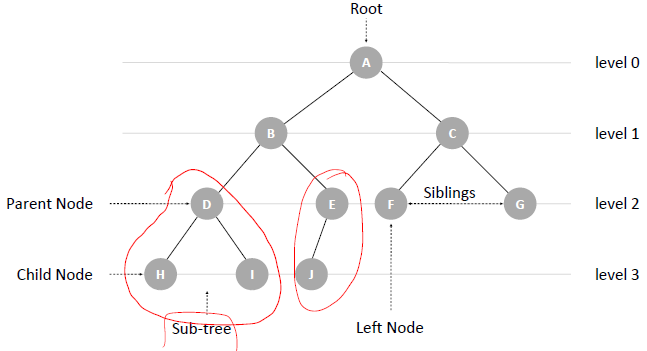 Root
A
level 0
B
C
level 1
Parent Node
D
E
F
Siblings
G
level 2
Child Node
H
I
J
level 3
Sub-tree
Left Node